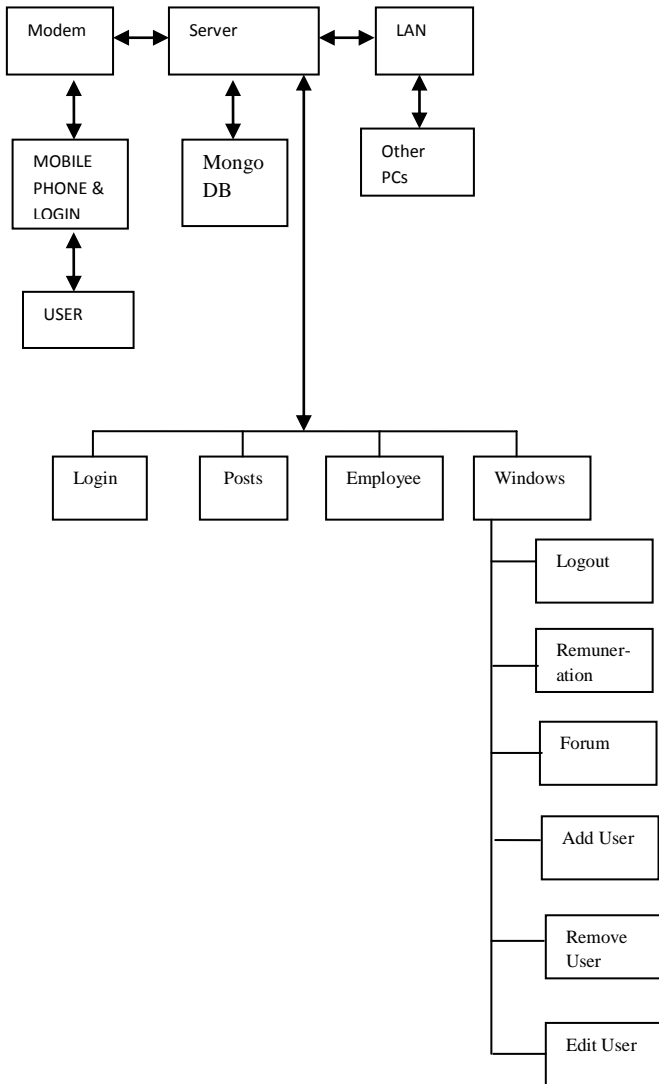 Modem
Server
LAN
MOBILE
PHONE &
LOGIN
Mongo
DB
Other
PCs
USER
Login
Posts
Employee
Windows
Logout
Remuner-
ation
Forum
Add User
Remove
User
Edit User